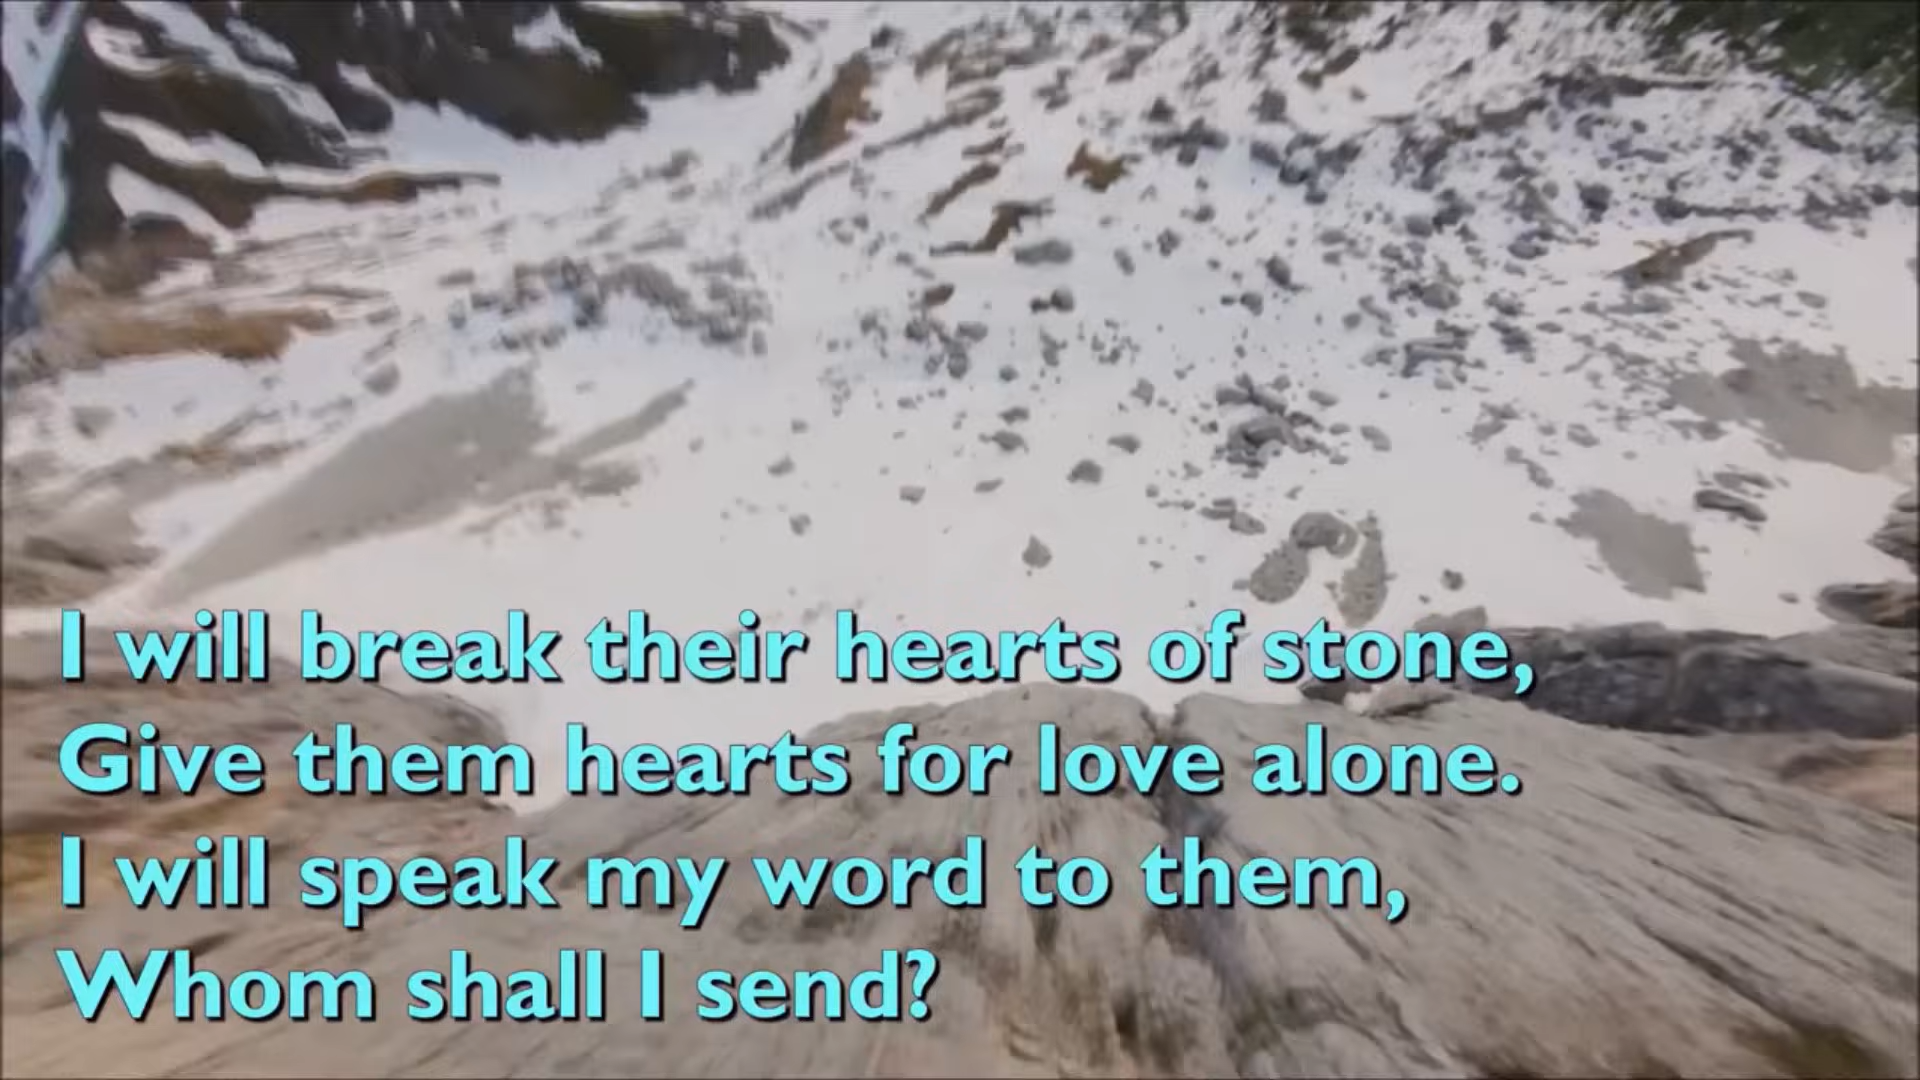 I will break their hearts of stone,
Give them hearts for love alone.
I will speak my word to them,
Whom shall I send?